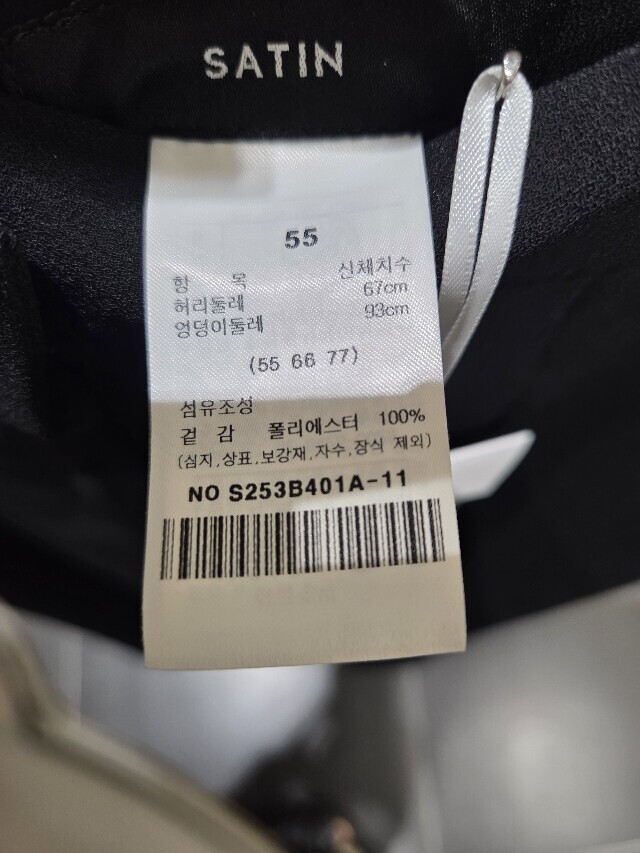 SATIN
55
항 목 신체치수
허리둘레 67cm
엉덩이둘레 93cm
(55 66 77)
섬유조성
겉 감 폴리에스터 100%
(심지,상표,보강재,자수,장식 제외)
NO S253B401A-11